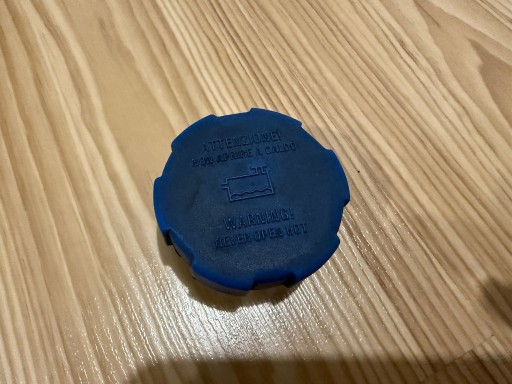 ATTENZIONE!
NON APRIRE A CALDO
WARNING!
NEVER OPEN HOT